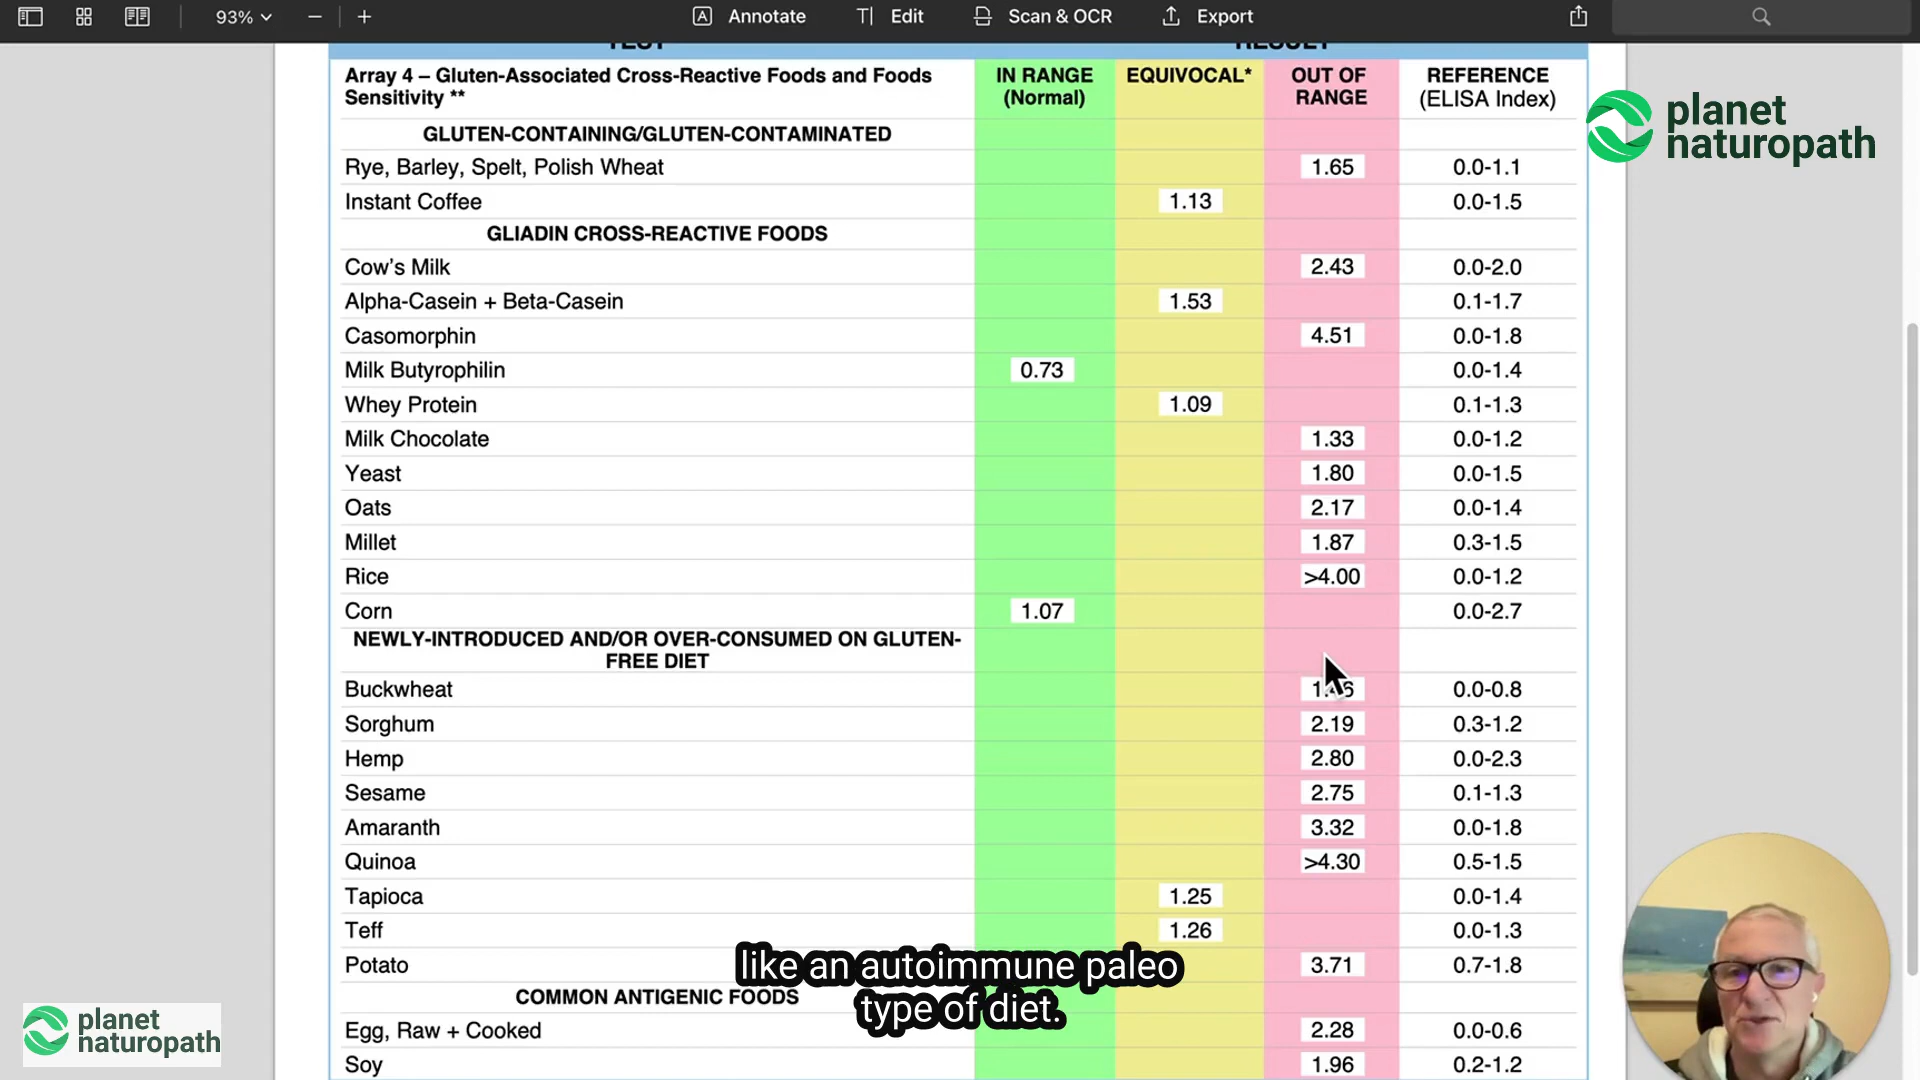 93%
Annotate
Edit
Scan & OCR
Export
TEST RESULT
Array 4 – Gluten-Associated Cross-Reactive Foods and Foods
Sensitivity **
IN RANGE
(Normal)
EQUIVOCAL*
OUT OF
RANGE
REFERENCE
(ELISA Index)
GLUTEN-CONTAINING/GLUTEN-CONTAMINATED
Rye, Barley, Spelt, Polish Wheat 1.65 0.0-1.1
Instant Coffee 1.13 0.0-1.5
GLIADIN CROSS-REACTIVE FOODS
Cow's Milk 2.43 0.0-2.0
Alpha-Casein + Beta-Casein 1.53 0.1-1.7
Casomorphin 4.51 0.0-1.8
Milk Butyrophilin 0.73 0.0-1.4
Whey Protein 1.09 0.1-1.3
Milk Chocolate 1.33 0.0-1.2
Yeast 1.80 0.0-1.5
Oats 2.17 0.0-1.4
Millet 1.87 0.3-1.5
Rice >4.00 0.0-1.2
Corn 1.07 0.0-2.7
NEWLY-INTRODUCED AND/OR OVER-CONSUMED ON GLUTEN-
FREE DIET
Buckwheat 0.0-0.8
Sorghum 2.19 0.3-1.2
Hemp 2.80 0.0-2.3
Sesame 2.75 0.1-1.3
Amaranth 3.32 0.0-1.8
Quinoa >4.30 0.5-1.5
Tapioca 1.25 0.0-1.4
Teff 1.26 0.0-1.3
Potato 3.71 0.7-1.8
COMMON ANTIGENIC FOODS
Egg, Raw + Cooked 2.28 0.0-0.6
Soy 1.96 0.2-1.2
like an autoimmune paleo
type of diet.
planet
naturopath
planet
naturopath